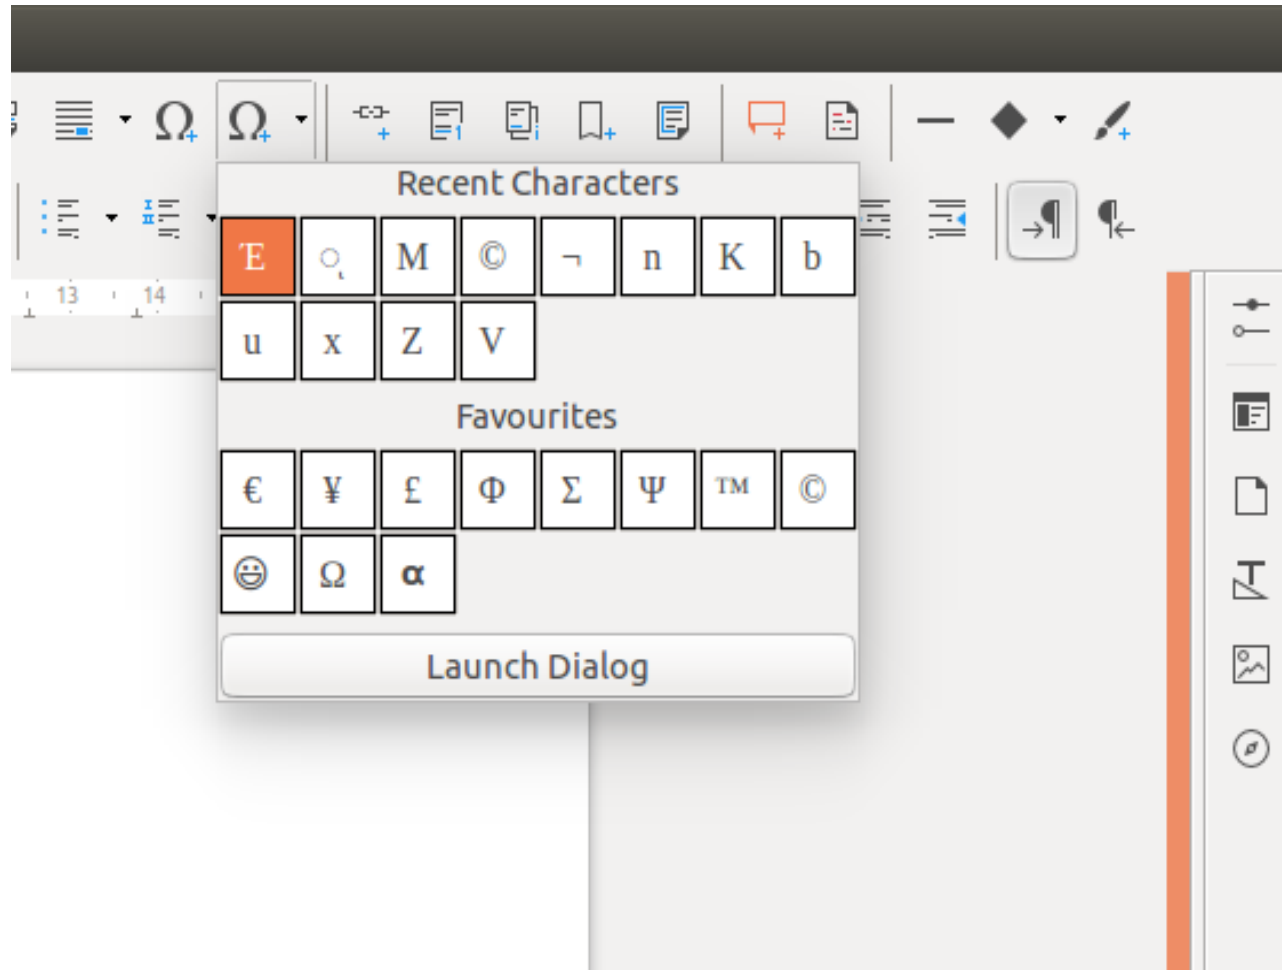 13 14
Recent Characters
Έ ͅ M © ¬ n K b
u x Z V
Favourites
€ ¥ £ Φ Σ Ψ ™ ©
😃 Ω α
Launch Dialog